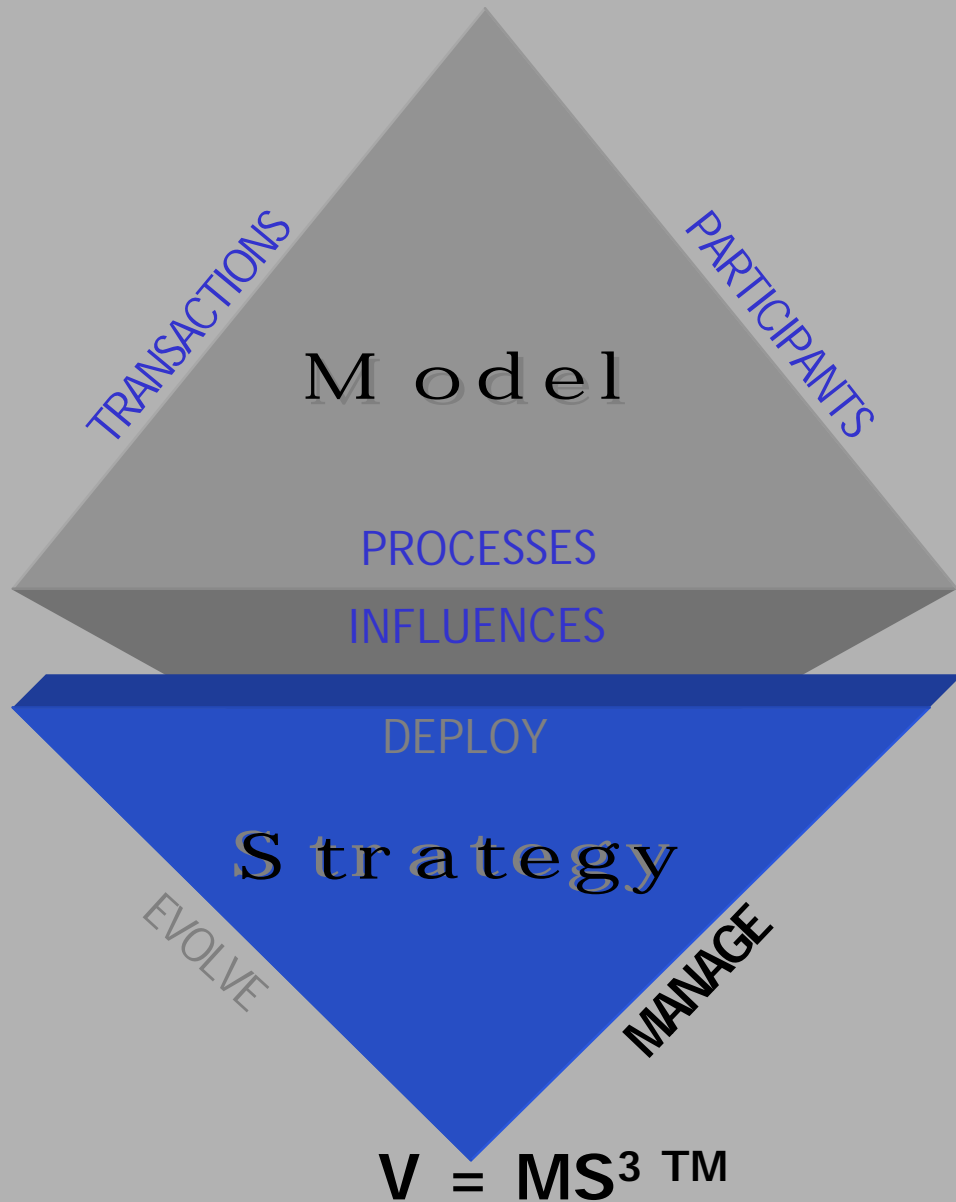 TRANSACTIONS
PARTICIPANTS
Model
PROCESSES
INFLUENCES
DEPLOY
Strategy
EVOLVE
MANAGE
V = MS³ TM